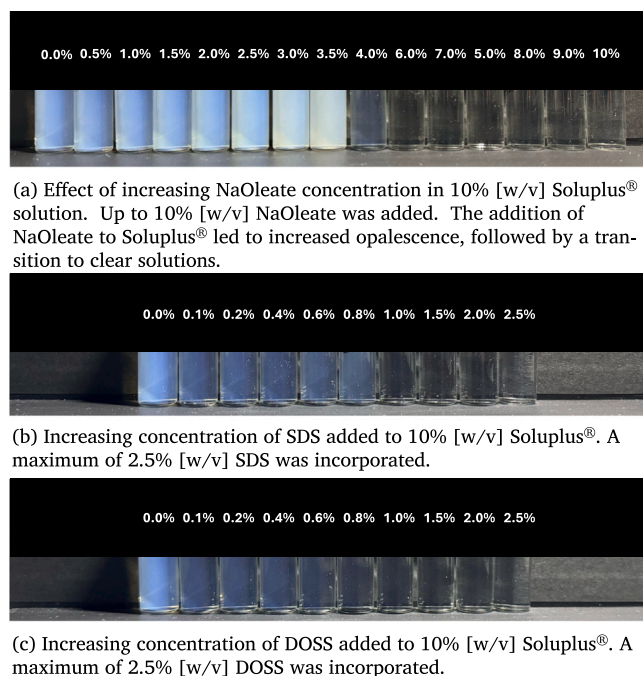 0.0% 0.5% 1.0% 1.5% 2.0% 2.5% 3.0% 3.5% 4.0% 6.0% 7.0% 5.0% 8.0% 9.0% 10%
(a) Effect of increasing NaOleate concentration in 10% [w/v] Soluplus®
solution. Up to 10% [w/v] NaOleate was added. The addition of
NaOleate to Soluplus® led to increased opalescence, followed by a tran-
sition to clear solutions.
0.0% 0.1% 0.2% 0.4% 0.6% 0.8% 1.0% 1.5% 2.0% 2.5%
(b) Increasing concentration of SDS added to 10% [w/v] Soluplus®. A
maximum of 2.5% [w/v] SDS was incorporated.
0.0% 0.1% 0.2% 0.4% 0.6% 0.8% 1.0% 1.5% 2.0% 2.5%
(c) Increasing concentration of DOSS added to 10% [w/v] Soluplus®. A
maximum of 2.5% [w/v] DOSS was incorporated.